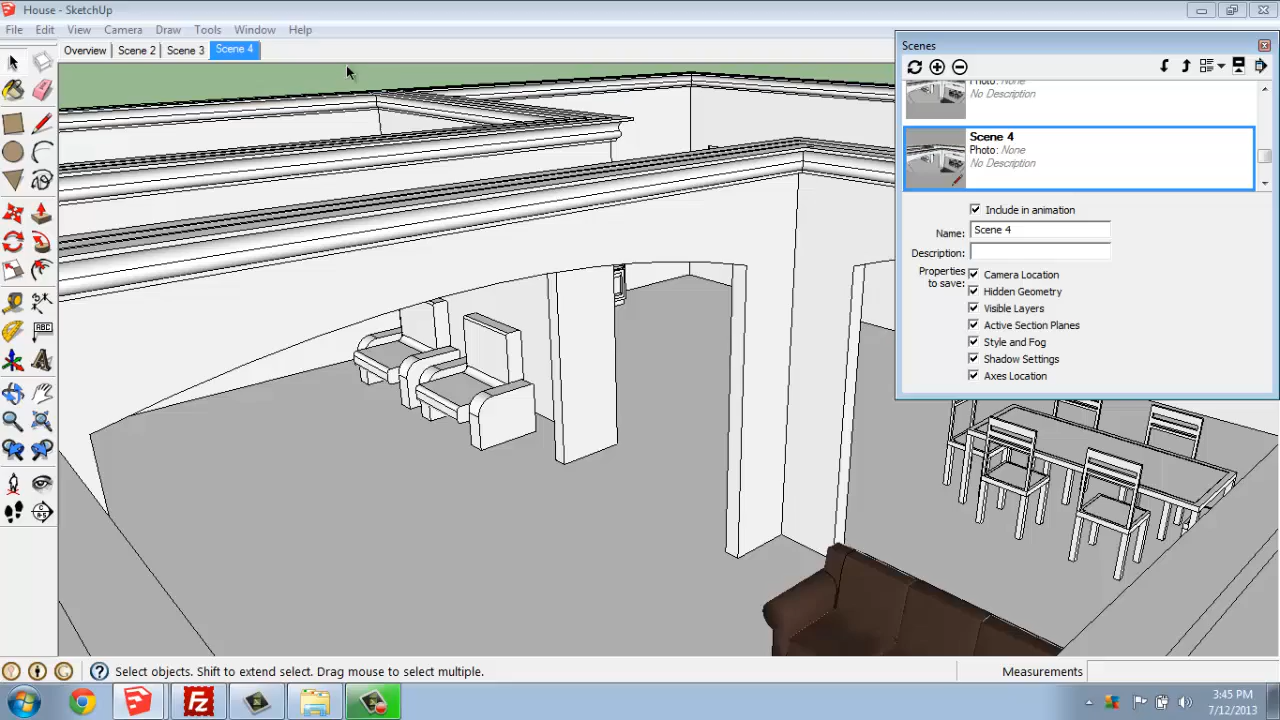 House - SketchUp
File Edit View Camera Draw Tools Window Help
Overview Scene 2 Scene 3 Scene 4
Scenes
Photo: None
No Description
Scene 4
Photo: None
No Description
Include in animation
Name: Scene 4
Description:
Properties to save:
Camera Location
Hidden Geometry
Visible Layers
Active Section Planes
Style and Fog
Shadow Settings
Axes Location
ABC
Select objects. Shift to extend select. Drag mouse to select multiple.
Measurements
Fz
3:45 PM
7/12/2013